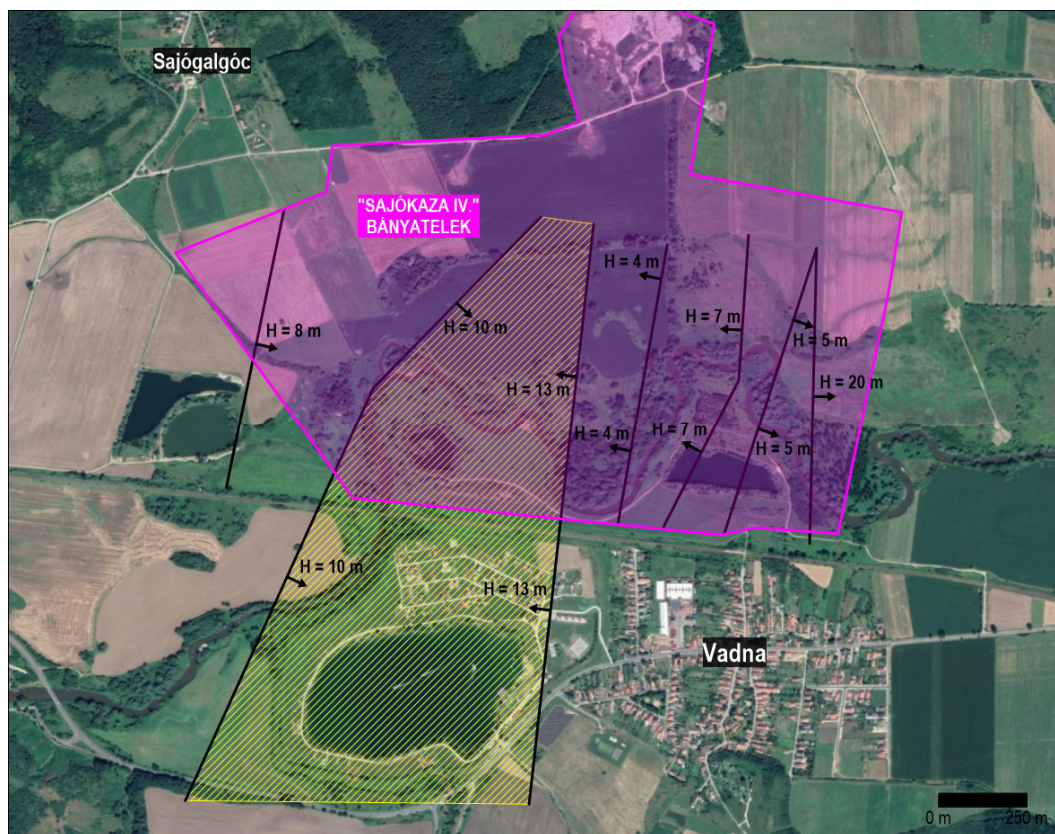 Sajógalgóc
"SAJÓKAZA IV."
BÁNYATELEK
H = 4 m
H = 7 m
H = 10 m
H = 8 m
H = 5 m
H = 13 m
H = 20 m
H = 4 m
H = 7 m
H = 5 m
H = 10 m
H = 13 m
Vadna
0 m 250 m